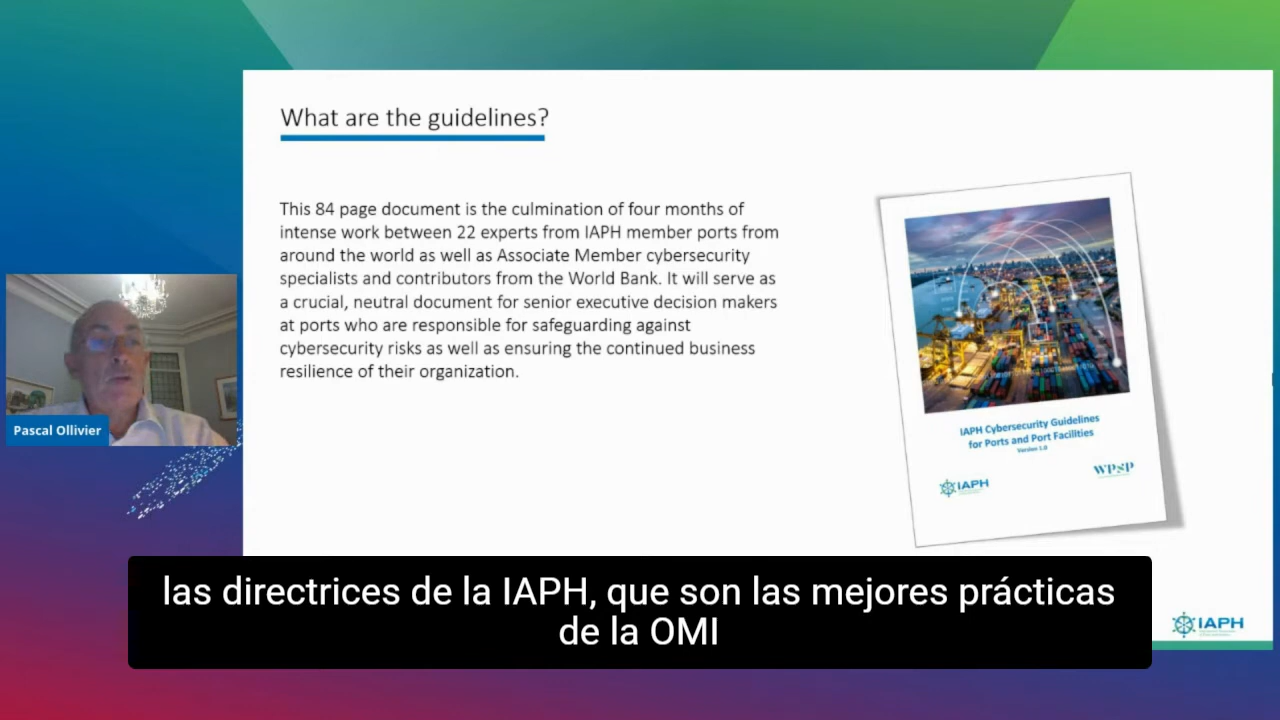 What are the guidelines?
This 84 page document is the culmination of four months of
intense work between 22 experts from IAPH member ports from
around the world as well as Associate Member cybersecurity
specialists and contributors from the World Bank. It will serve as
a crucial, neutral document for senior executive decision makers
at ports who are responsible for safeguarding against
cybersecurity risks as well as ensuring the continued business
resilience of their organization.
IAPH Cybersecurity Guidelines
for Ports and Port Facilities
Version 1.0
IAPH
WPSP
Pascal Ollivier
las directrices de la IAPH, que son las mejores prácticas
de la OMI
IAPH